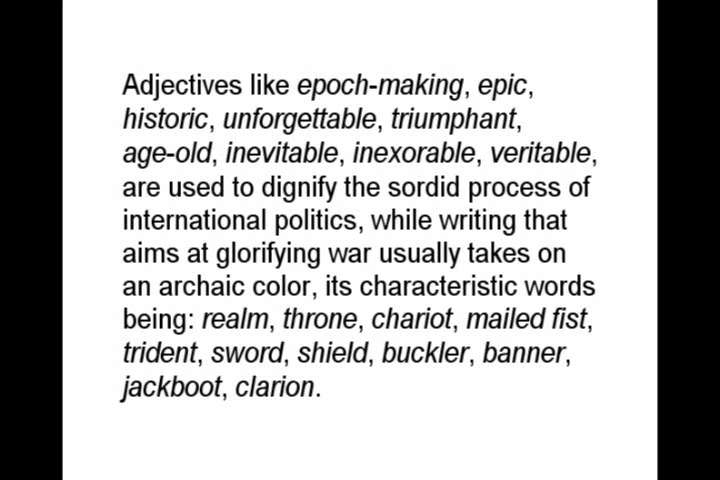 Adjectives like epoch-making, epic,
historic, unforgettable, triumphant,
age-old, inevitable, inexorable, veritable,
are used to dignify the sordid process of
international politics, while writing that
aims at glorifying war usually takes on
an archaic color, its characteristic words
being: realm, throne, chariot, mailed fist,
trident, sword, shield, buckler, banner,
jackboot, clarion.